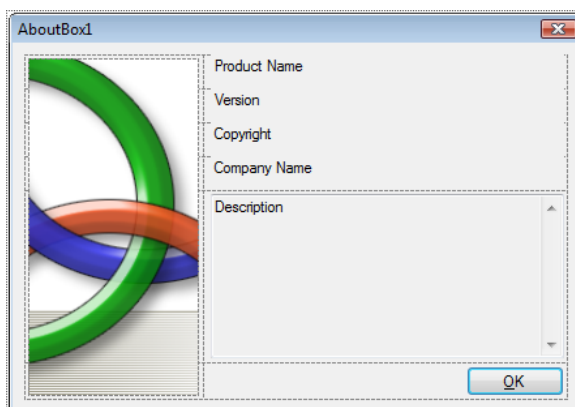 AboutBox1
Product Name
Version
Copyright
Company Name
Description
OK